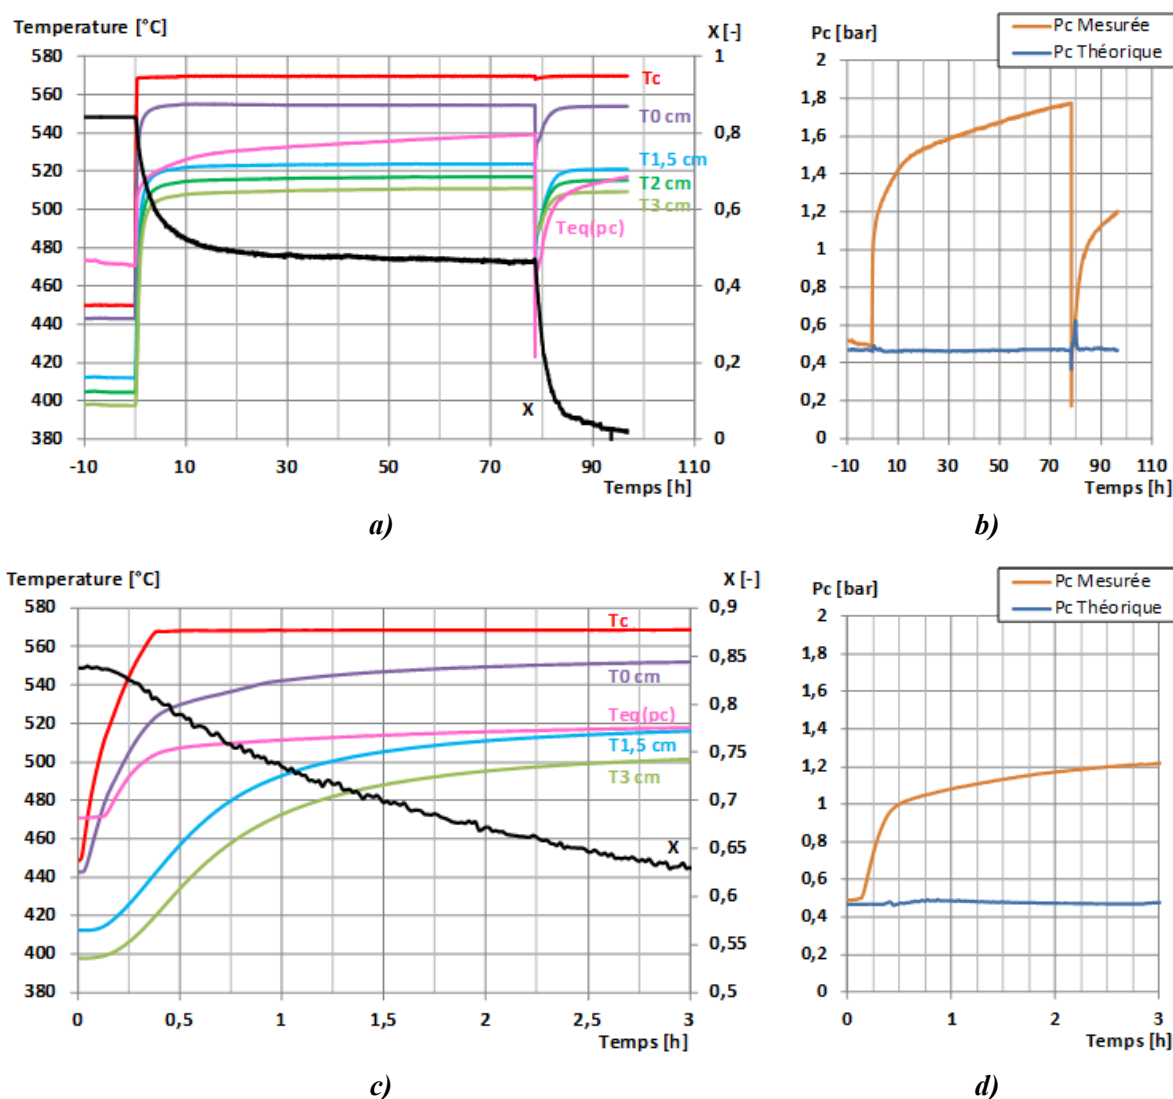 Temperature [°C]
X [-]
580
560
540
520
500
480
460
440
420
400
380
1
0,8
0,6
0,4
0,2
0
-10
10
30
50
70
90
110
Temps [h]
Tc
T0 cm
T1,5 cm
T2 cm
T3 cm
Teq(pc)
X
a)
Pc Mesurée
Pc Théorique
Pc [bar]
2
1,8
1,6
1,4
1,2
1
0,8
0,6
0,4
0,2
0
-10
10
30
50
70
90
110
Temps [h]
b)
Temperature [°C]
X [-]
580
560
540
520
500
480
460
440
420
400
380
0,9
0,85
0,8
0,75
0,7
0,65
0,6
0,55
0,5
0
0,5
1
1,5
2
2,5
3
Temps [h]
Tc
T0 cm
Teq(pc)
T1,5 cm
T3 cm
X
c)
Pc Mesurée
Pc Théorique
Pc [bar]
2
1,8
1,6
1,4
1,2
1
0,8
0,6
0,4
0,2
0
0
1
2
3
Temps [h]
d)